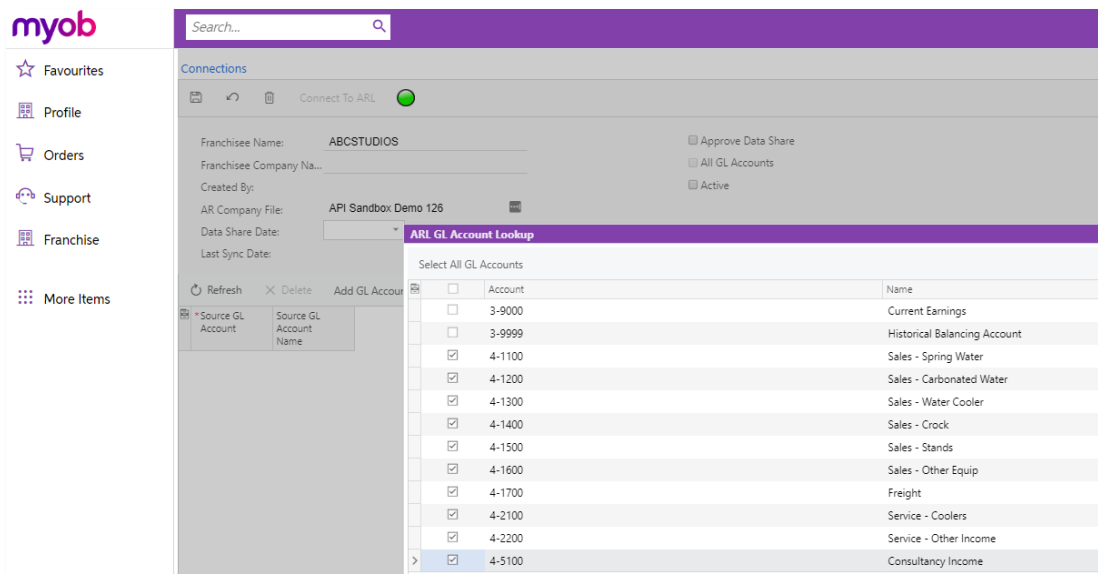 myob
Search...
Favourites
Profile
Orders
Support
Franchise
More Items
Connections
Connect To ARL
Franchisee Name: ABCSTUDIOS
Franchisee Company Na...
Created By:
AR Company File: API Sandbox Demo 126
Data Share Date:
Last Sync Date:
Approve Data Share
All GL Accounts
Active
Refresh Delete Add GL Accour
*Source GL Account Source GL Account Name
ARL GL Account Lookup
Select All GL Accounts
Account Name
3-9000 Current Earnings
3-9999 Historical Balancing Account
4-1100 Sales - Spring Water
4-1200 Sales - Carbonated Water
4-1300 Sales - Water Cooler
4-1400 Sales - Crock
4-1500 Sales - Stands
4-1600 Sales - Other Equip
4-1700 Freight
4-2100 Service - Coolers
4-2200 Service - Other Income
4-5100 Consultancy Income